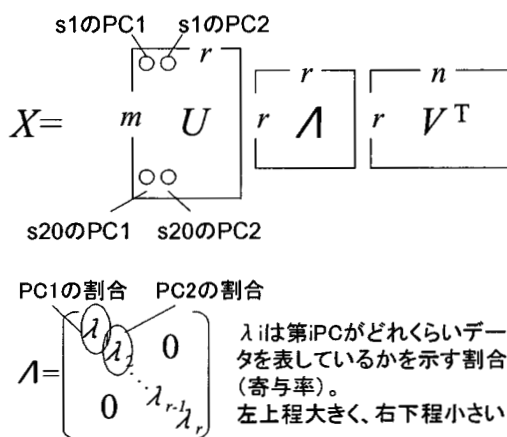 s1のPC1 s1のPC2
X= m r U r r Λ r n V T
s20のPC1 s20のPC2
PC1の割合 PC2の割合
Λ= λ λ2 0 0 λr-1 λr
λiは第iPCがどれくらいデー
タを表しているかを示す割合
(寄与率)。
左上程大きく、右下程小さい